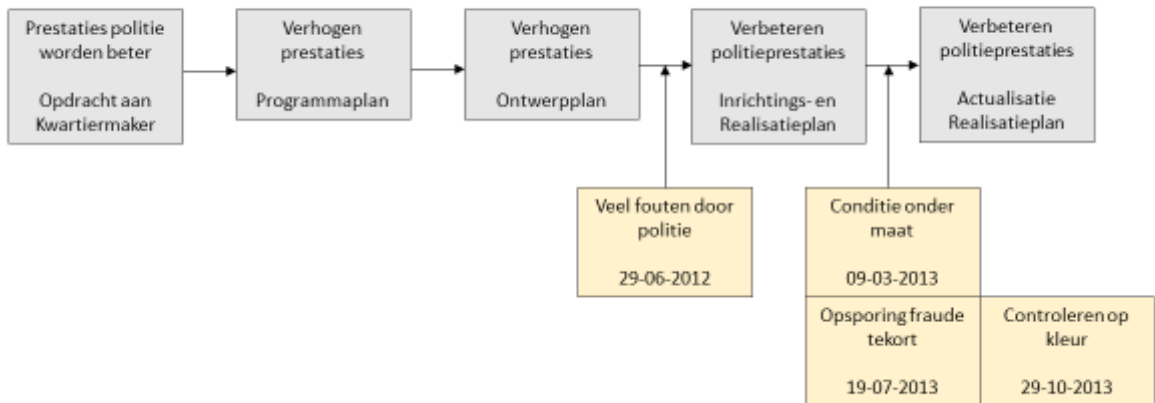 Prestaties politie
worden beter
Opdracht aan
Kwartiermaker
Verhogen
prestaties
Programmaplan
Verhogen
prestaties
Ontwerpplan
Verbeteren
politieprestaties
Inrichtings- en
Realisatieplan
Verbeteren
politieprestaties
Actualisatie
Realisatieplan
Veel fouten door
politie
29-06-2012
Conditie onder
maat
09-03-2013
Opsporing fraude
tekort
19-07-2013
Controleren op
kleur
29-10-2013